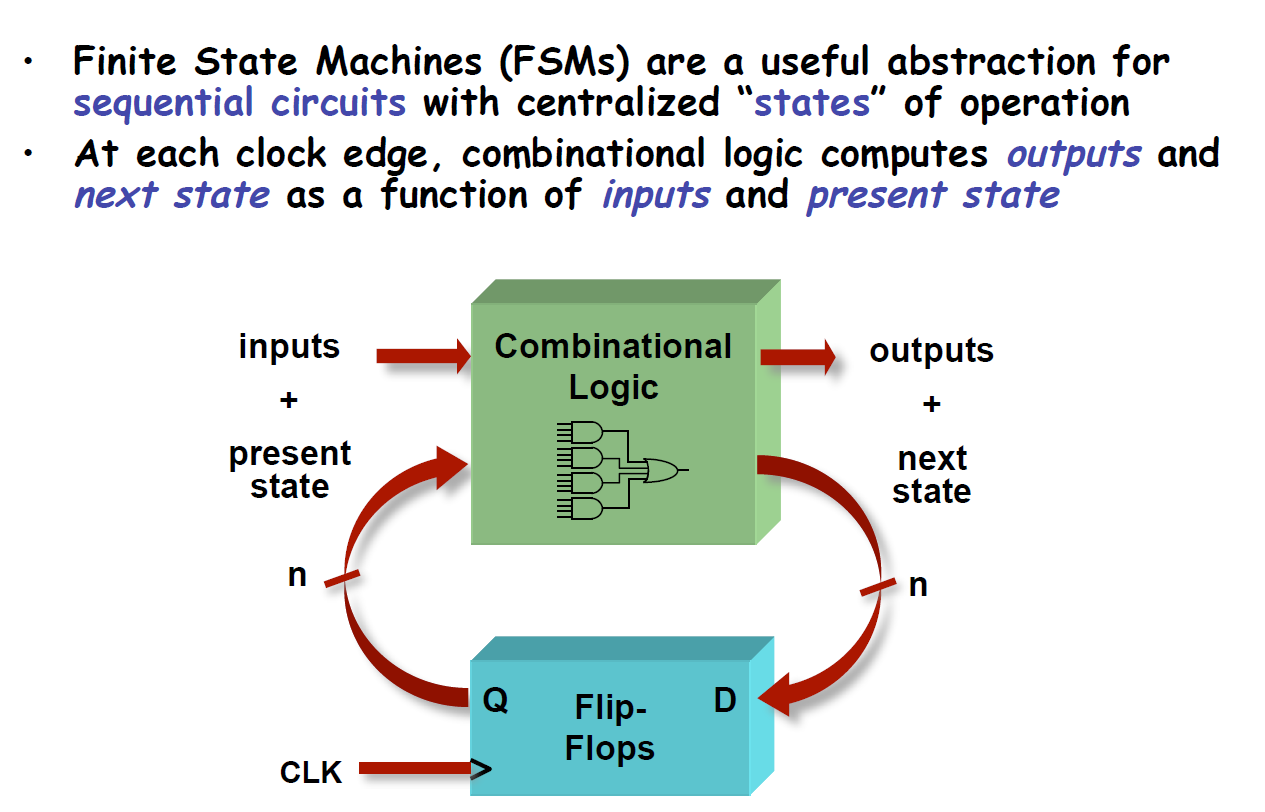 • Finite State Machines (FSMs) are a useful abstraction for
sequential circuits with centralized “states” of operation
• At each clock edge, combinational logic computes outputs and
next state as a function of inputs and present state
inputs
+
present
state
n
Combinational
Logic
outputs
+
next
state
n
Q
Flip-
Flops
D
CLK